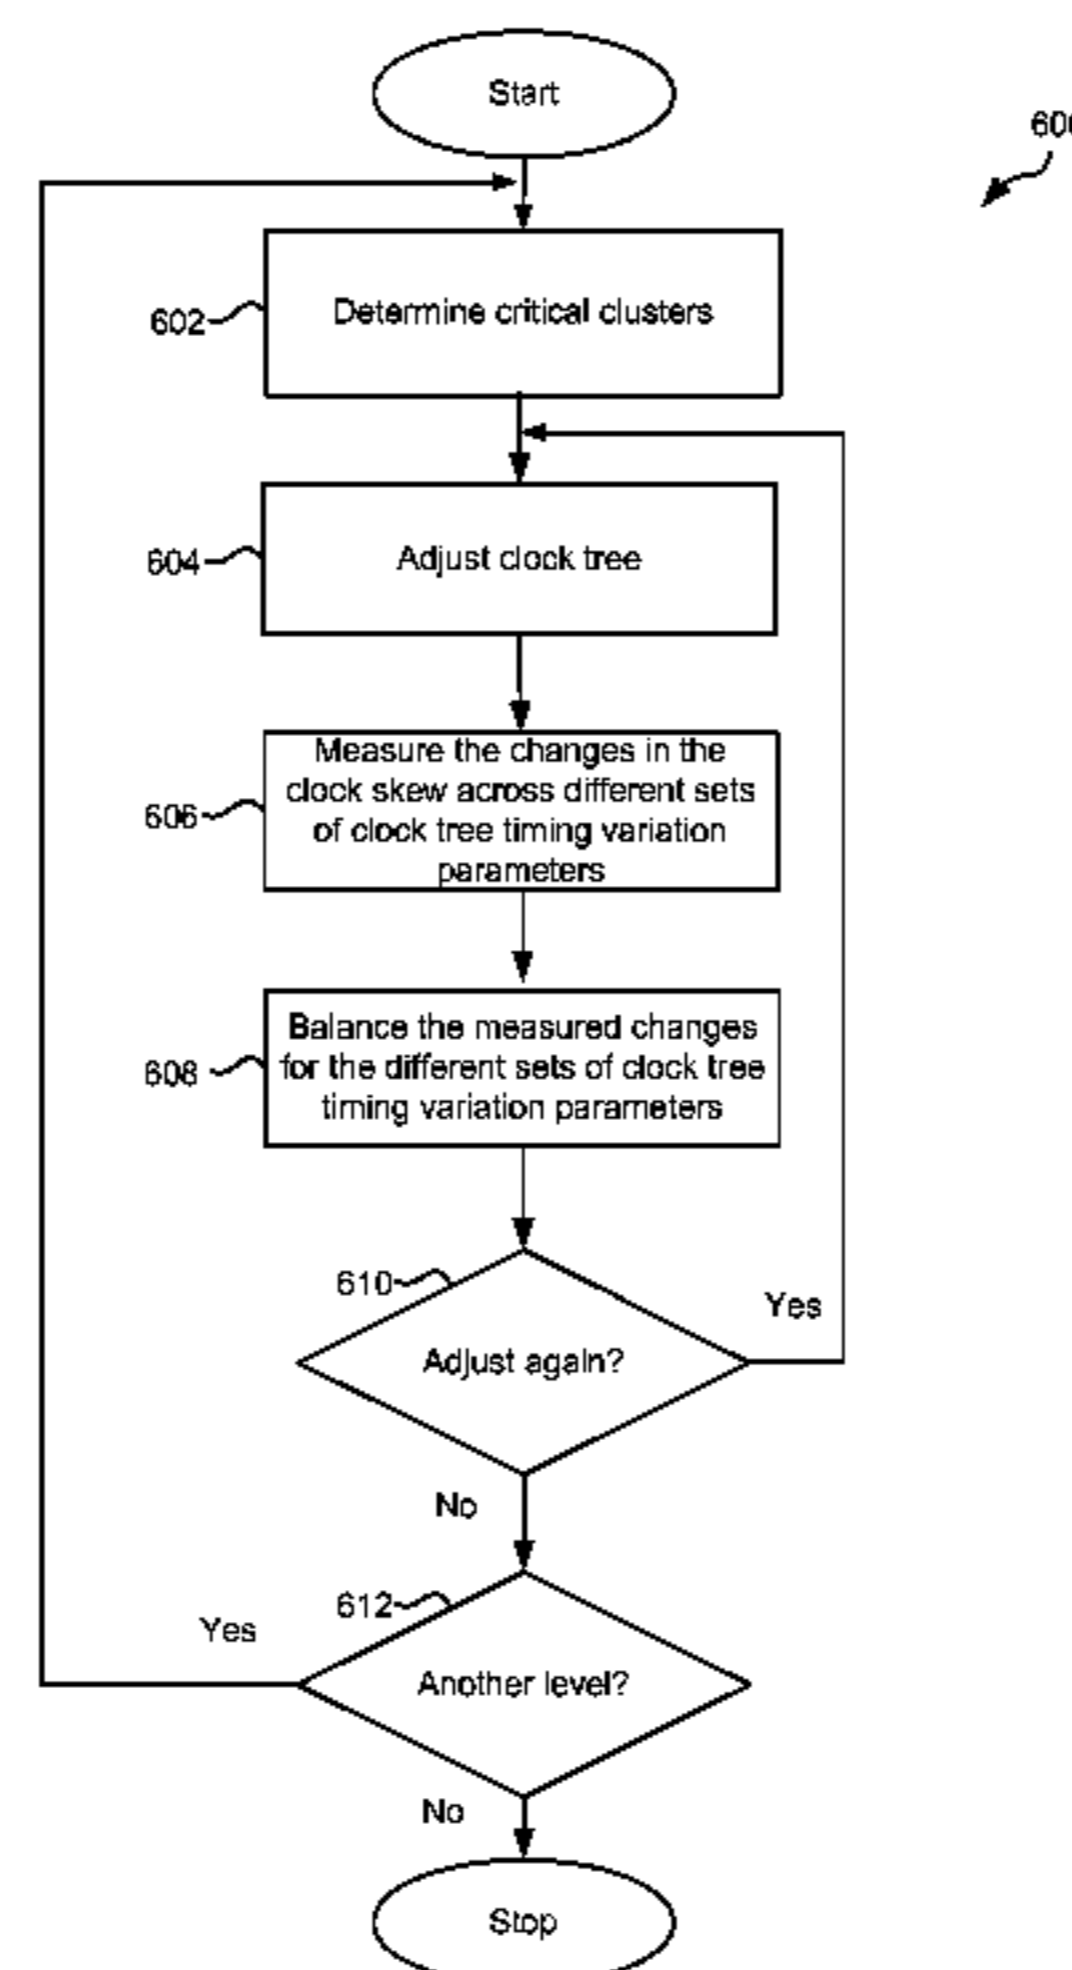 Start
600
Determine critical clusters
602
Adjust clock tree
604
Measure the changes in the
clock skew across different sets
of clock tree timing variation
parameters
606
Balance the measured changes
for the different sets of clock tree
timing variation parameters
608
610
Yes
Adjust again?
No
612
Yes
Another level?
No
Stop